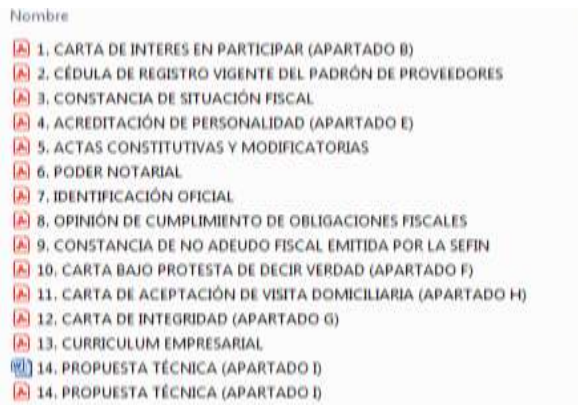 Nombre
1. CARTA DE INTERES EN PARTICIPAR (APARTADO B)
2. CÉDULA DE REGISTRO VIGENTE DEL PADRÓN DE PROVEEDORES
3. CONSTANCIA DE SITUACIÓN FISCAL
4. ACREDITACIÓN DE PERSONALIDAD (APARTADO E)
5. ACTAS CONSTITUTIVAS Y MODIFICATORIAS
6. PODER NOTARIAL
7. IDENTIFICACIÓN OFICIAL
8. OPINIÓN DE CUMPLIMIENTO DE OBLIGACIONES FISCALES
9. CONSTANCIA DE NO ADEUDO FISCAL EMITIDA POR LA SEFIN
10. CARTA BAJO PROTESTA DE DECIR VERDAD (APARTADO F)
11. CARTA DE ACEPTACIÓN DE VISITA DOMICILIARIA (APARTADO H)
12. CARTA DE INTEGRIDAD (APARTADO G)
13. CURRICULUM EMPRESARIAL
14. PROPUESTA TÉCNICA (APARTADO I)
14. PROPUESTA TÉCNICA (APARTADO I)